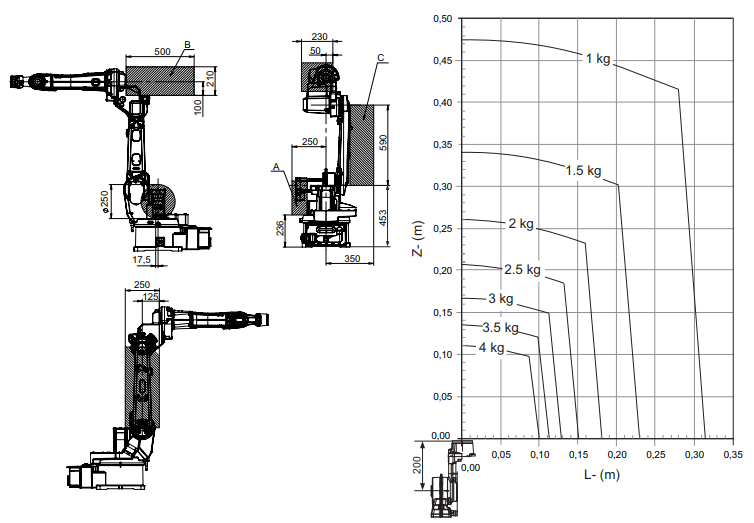 500
B
210
100
ø250
17,5
230
50
C
250
A
590
236
453
350
250
125
0,50
0,45
0,40
0,35
0,30
0,25
0,20
0,15
0,10
0,05
0,00
Z- (m)
1 kg
1.5 kg
2 kg
2.5 kg
3 kg
3.5 kg
4 kg
0.00
0,05
0,10
0,15
0,20
0,25
0,30
0,35
L- (m)
200